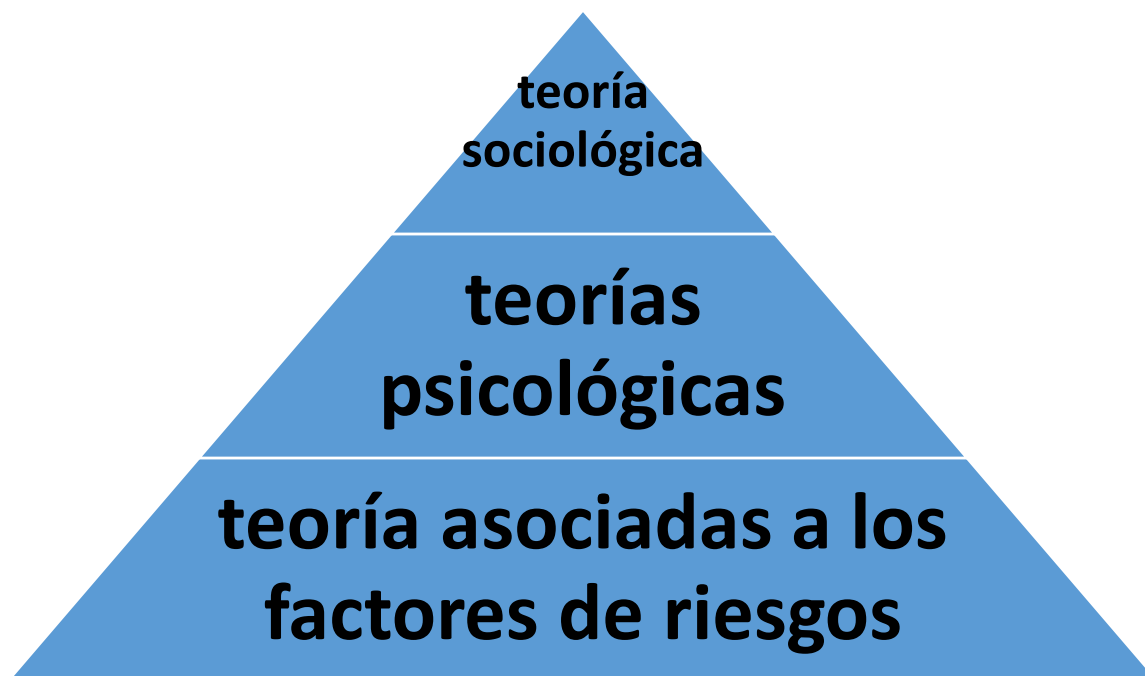 teoría
sociológica
teorías
psicológicas
teoría asociadas a los
factores de riesgos